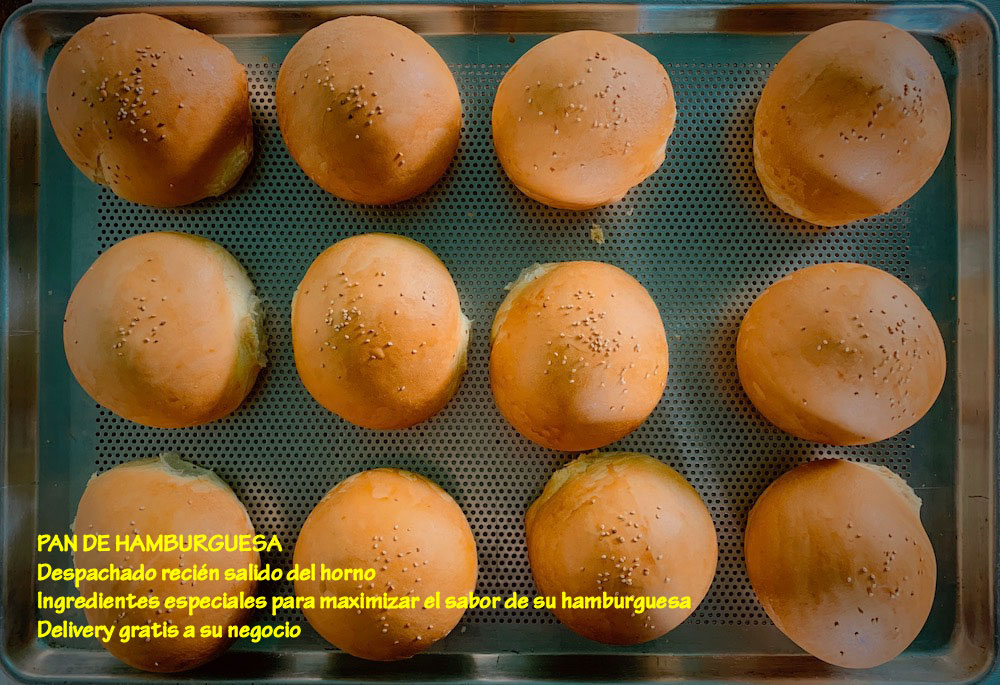 PAN DE HAMBURGUESA
Despachado recién salido del horno
Ingredientes especiales para maximizar el sabor de su hamburguesa
Delivery gratis a su negocio